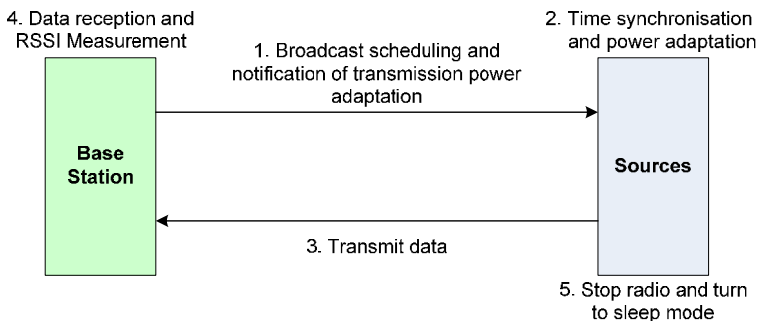 4. Data reception and
RSSI Measurement
2. Time synchronisation
and power adaptation
1. Broadcast scheduling and
notification of transmission power
adaptation
Base
Station
Sources
3. Transmit data
5. Stop radio and turn
to sleep mode